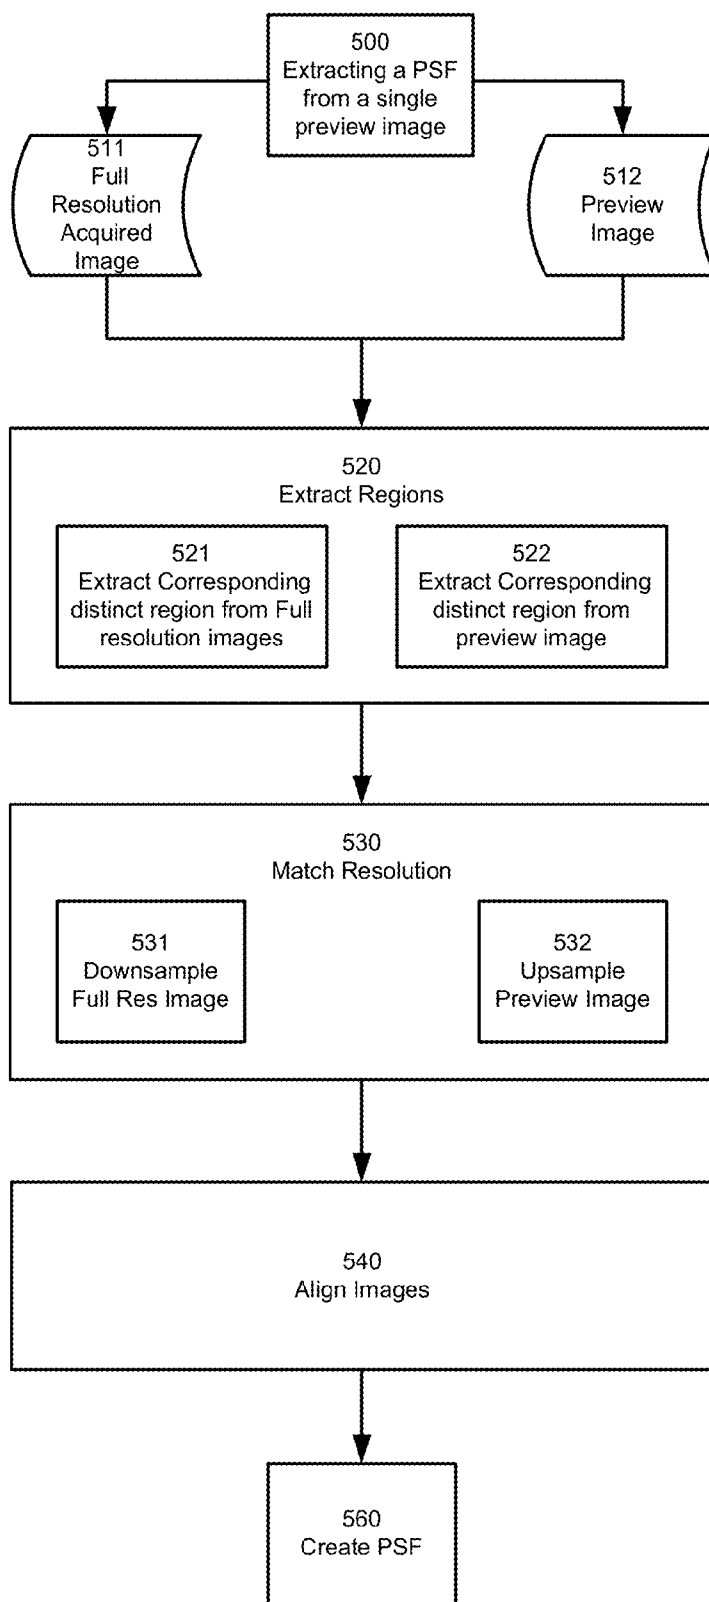 500
Extracting a PSF
from a single
preview image
511
Full
Resolution
Acquired
Image
512
Preview
Image
520
Extract Regions
521
Extract Corresponding
distinct region from Full
resolution images
522
Extract Corresponding
distinct region from
preview image
530
Match Resolution
531
Downsample
Full Res Image
532
Upsample
Preview Image
540
Align Images
560
Create PSF